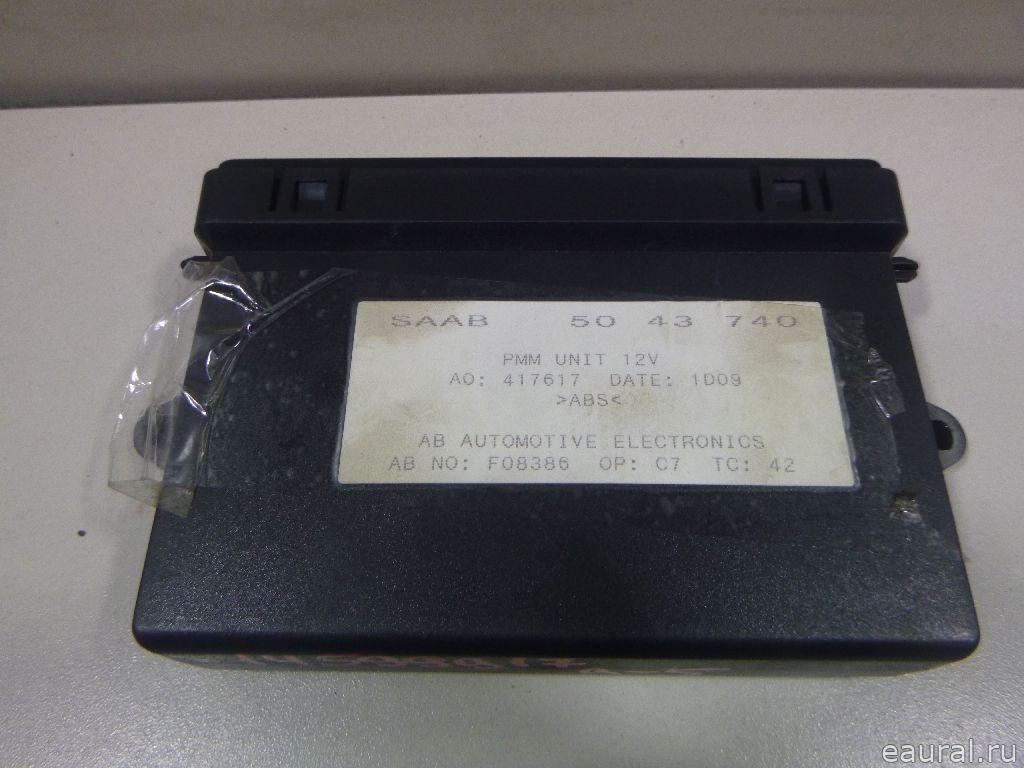 SAAB 50 43 740
PMM UNIT 12V
AO: 417617 DATE: 1D09
>ABS<
AB AUTOMOTIVE ELECTRONICS
AB NO: F08386 OP: C7 TC: 42
eaural.ru